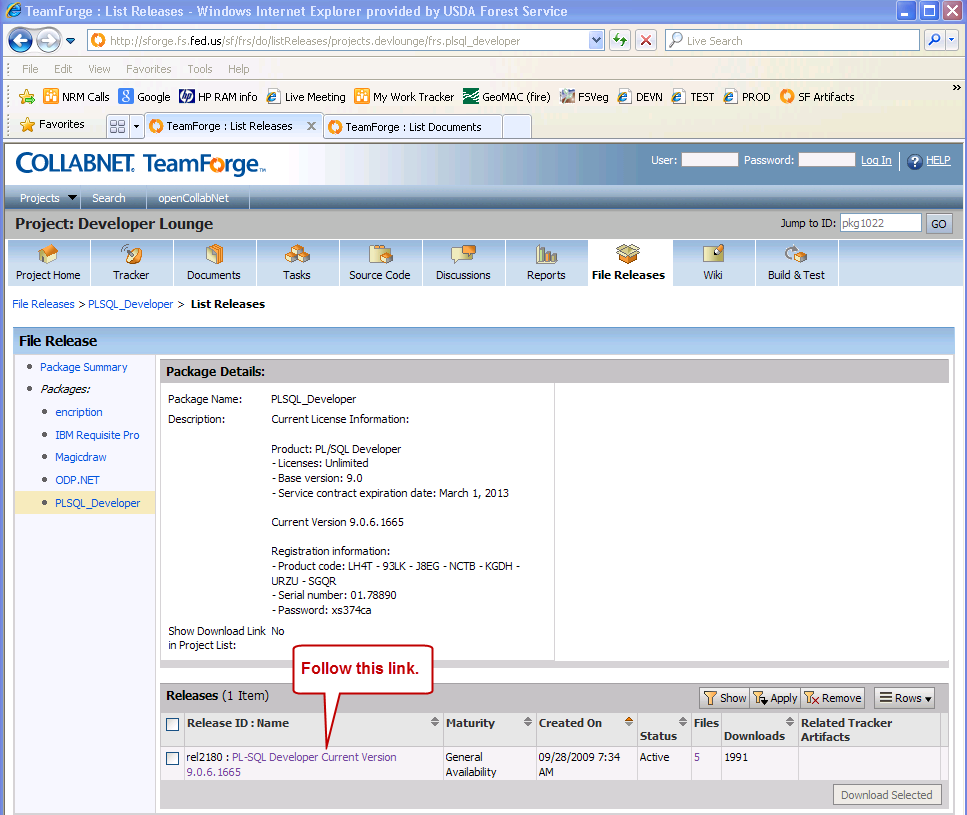 TeamForge : List Releases - Windows Internet Explorer provided by USDA Forest Service
http://sforge.fs.fed.us/sf/frs/do/listReleases/projects.devlounge/frs.plsql_developer
Live Search
File Edit View Favorites Tools Help
NRM Calls Google HP RAM info Live Meeting My Work Tracker GeoMAC (fire) FSVeg DEVN TEST PROD SF Artifacts »
Favorites TeamForge : List Releases X TeamForge : List Documents
COLLABNET. TeamForge™
User: Password: Log In ? HELP
Projects Search openCollabNet
Project: Developer Lounge
Jump to ID: pkg1022 GO
Project Home Tracker Documents Tasks Source Code Discussions Reports File Releases Wiki Build & Test
File Releases > PLSQL_Developer > List Releases
File Release
• Package Summary
• Packages:
• encription
• IBM Requisite Pro
• Magicdraw
• ODP.NET
• PLSQL_Developer
Package Details:
Package Name: PLSQL_Developer
Description: Current License Information:
Product: PL/SQL Developer
- Licenses: Unlimited
- Base version: 9.0
- Service contract expiration date: March 1, 2013
Current Version 9.0.6.1665
Registration information:
- Product code: LH4T - 93LK - J8EG - NCTB - KGDH -
URZU - SGQR
- Serial number: 01.78890
- Password: xs374ca
Show Download Link No
in Project List:
Follow this link.
Releases (1 Item)
Show Apply Remove Rows
Release ID : Name Maturity Created On Status Files Downloads Related Tracker Artifacts
rel2180 : PL-SQL Developer Current Version General 09/28/2009 7:34 Active 5 1991
9.0.6.1665 Availability AM
Download Selected